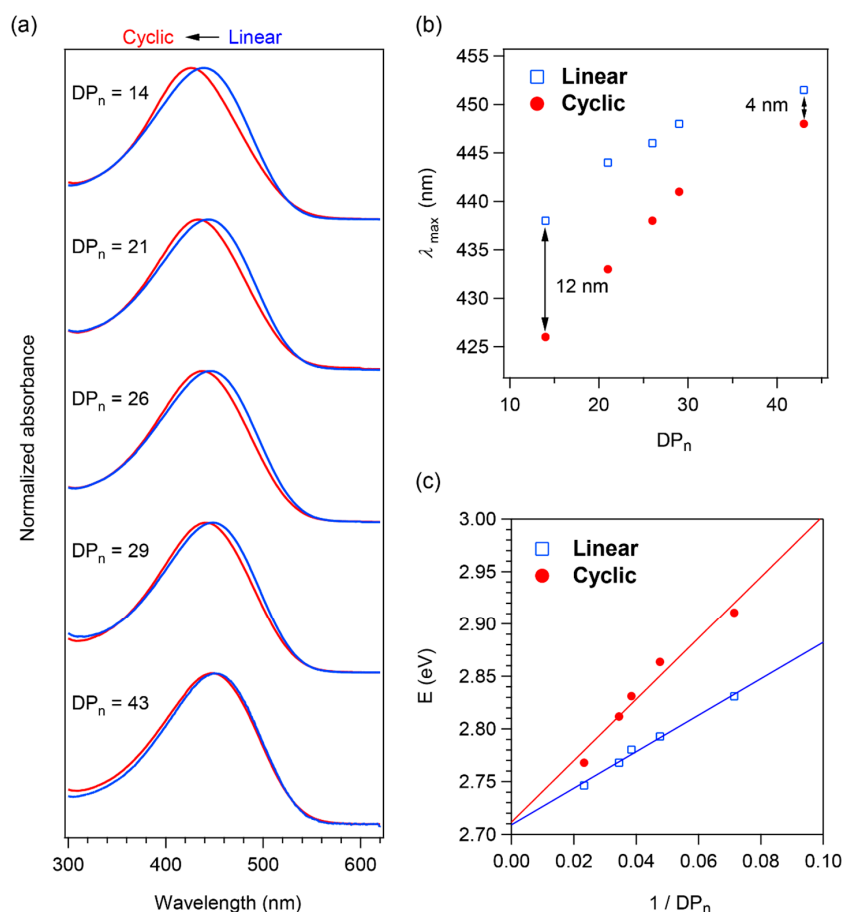 (a)
Cyclic ← Linear
DPn = 14
DPn = 21
DPn = 26
DPn = 29
DPn = 43
Normalized absorbance
300 400 500 600
Wavelength (nm)
(b)
455
450
445
440
435
430
425
λmax (nm)
Linear
Cyclic
4 nm
12 nm
10 20 30 40
DPn
(c)
3.00
2.95
2.90
2.85
2.80
2.75
2.70
E (eV)
Linear
Cyclic
0.00 0.02 0.04 0.06 0.08 0.10
1 / DPn